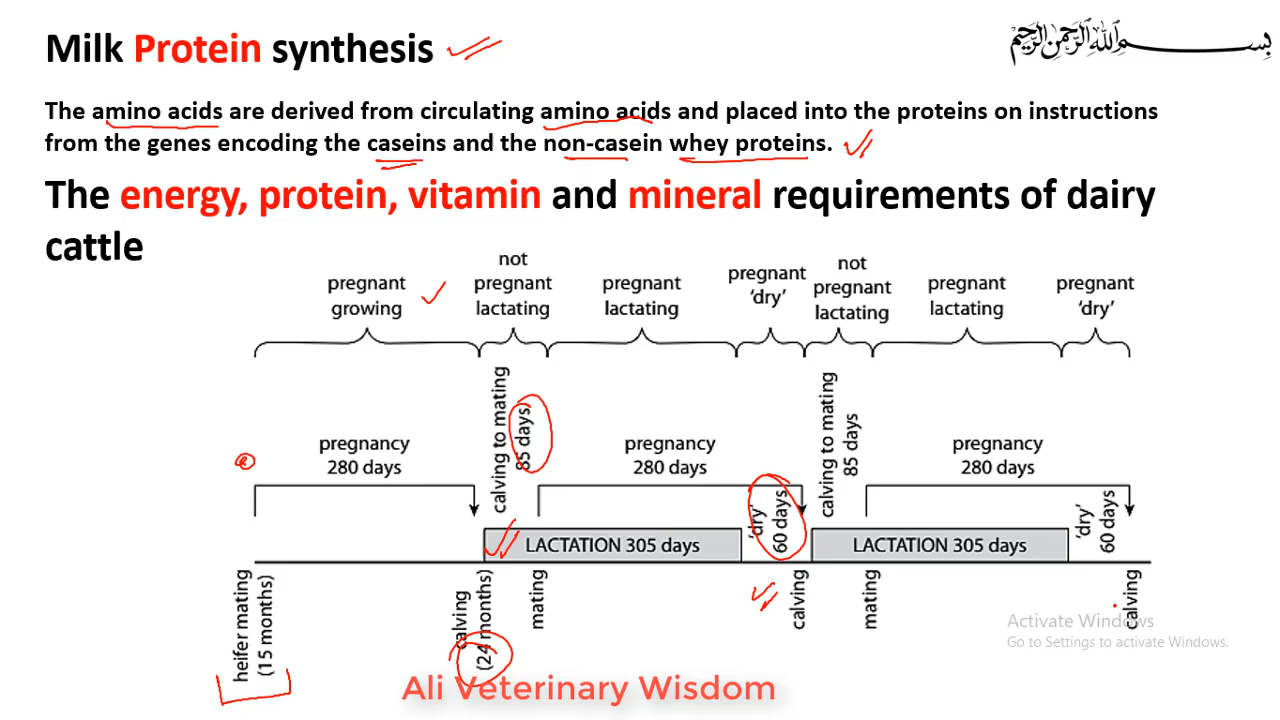 Milk Protein synthesis
بسم الله الرحمن الرحيم
The amino acids are derived from circulating amino acids and placed into the proteins on instructions
from the genes encoding the caseins and the non-casein whey proteins.
The energy, protein, vitamin and mineral requirements of dairy
cattle
pregnant
growing
not
pregnant
lactating
pregnant
lactating
pregnant
‘dry’
not
pregnant
lactating
pregnant
lactating
pregnant
‘dry’
pregnancy
280 days
calving to mating
85 days
pregnancy
280 days
calving to mating
85 days
pregnancy
280 days
LACTATION 305 days
‘dry’
60 days
LACTATION 305 days
‘dry’
60 days
heifer mating
(15 months)
calving
(24 months)
mating
calving
mating
calving
Activate Windows
Go to Settings to activate Windows.
Ali Veterinary Wisdom